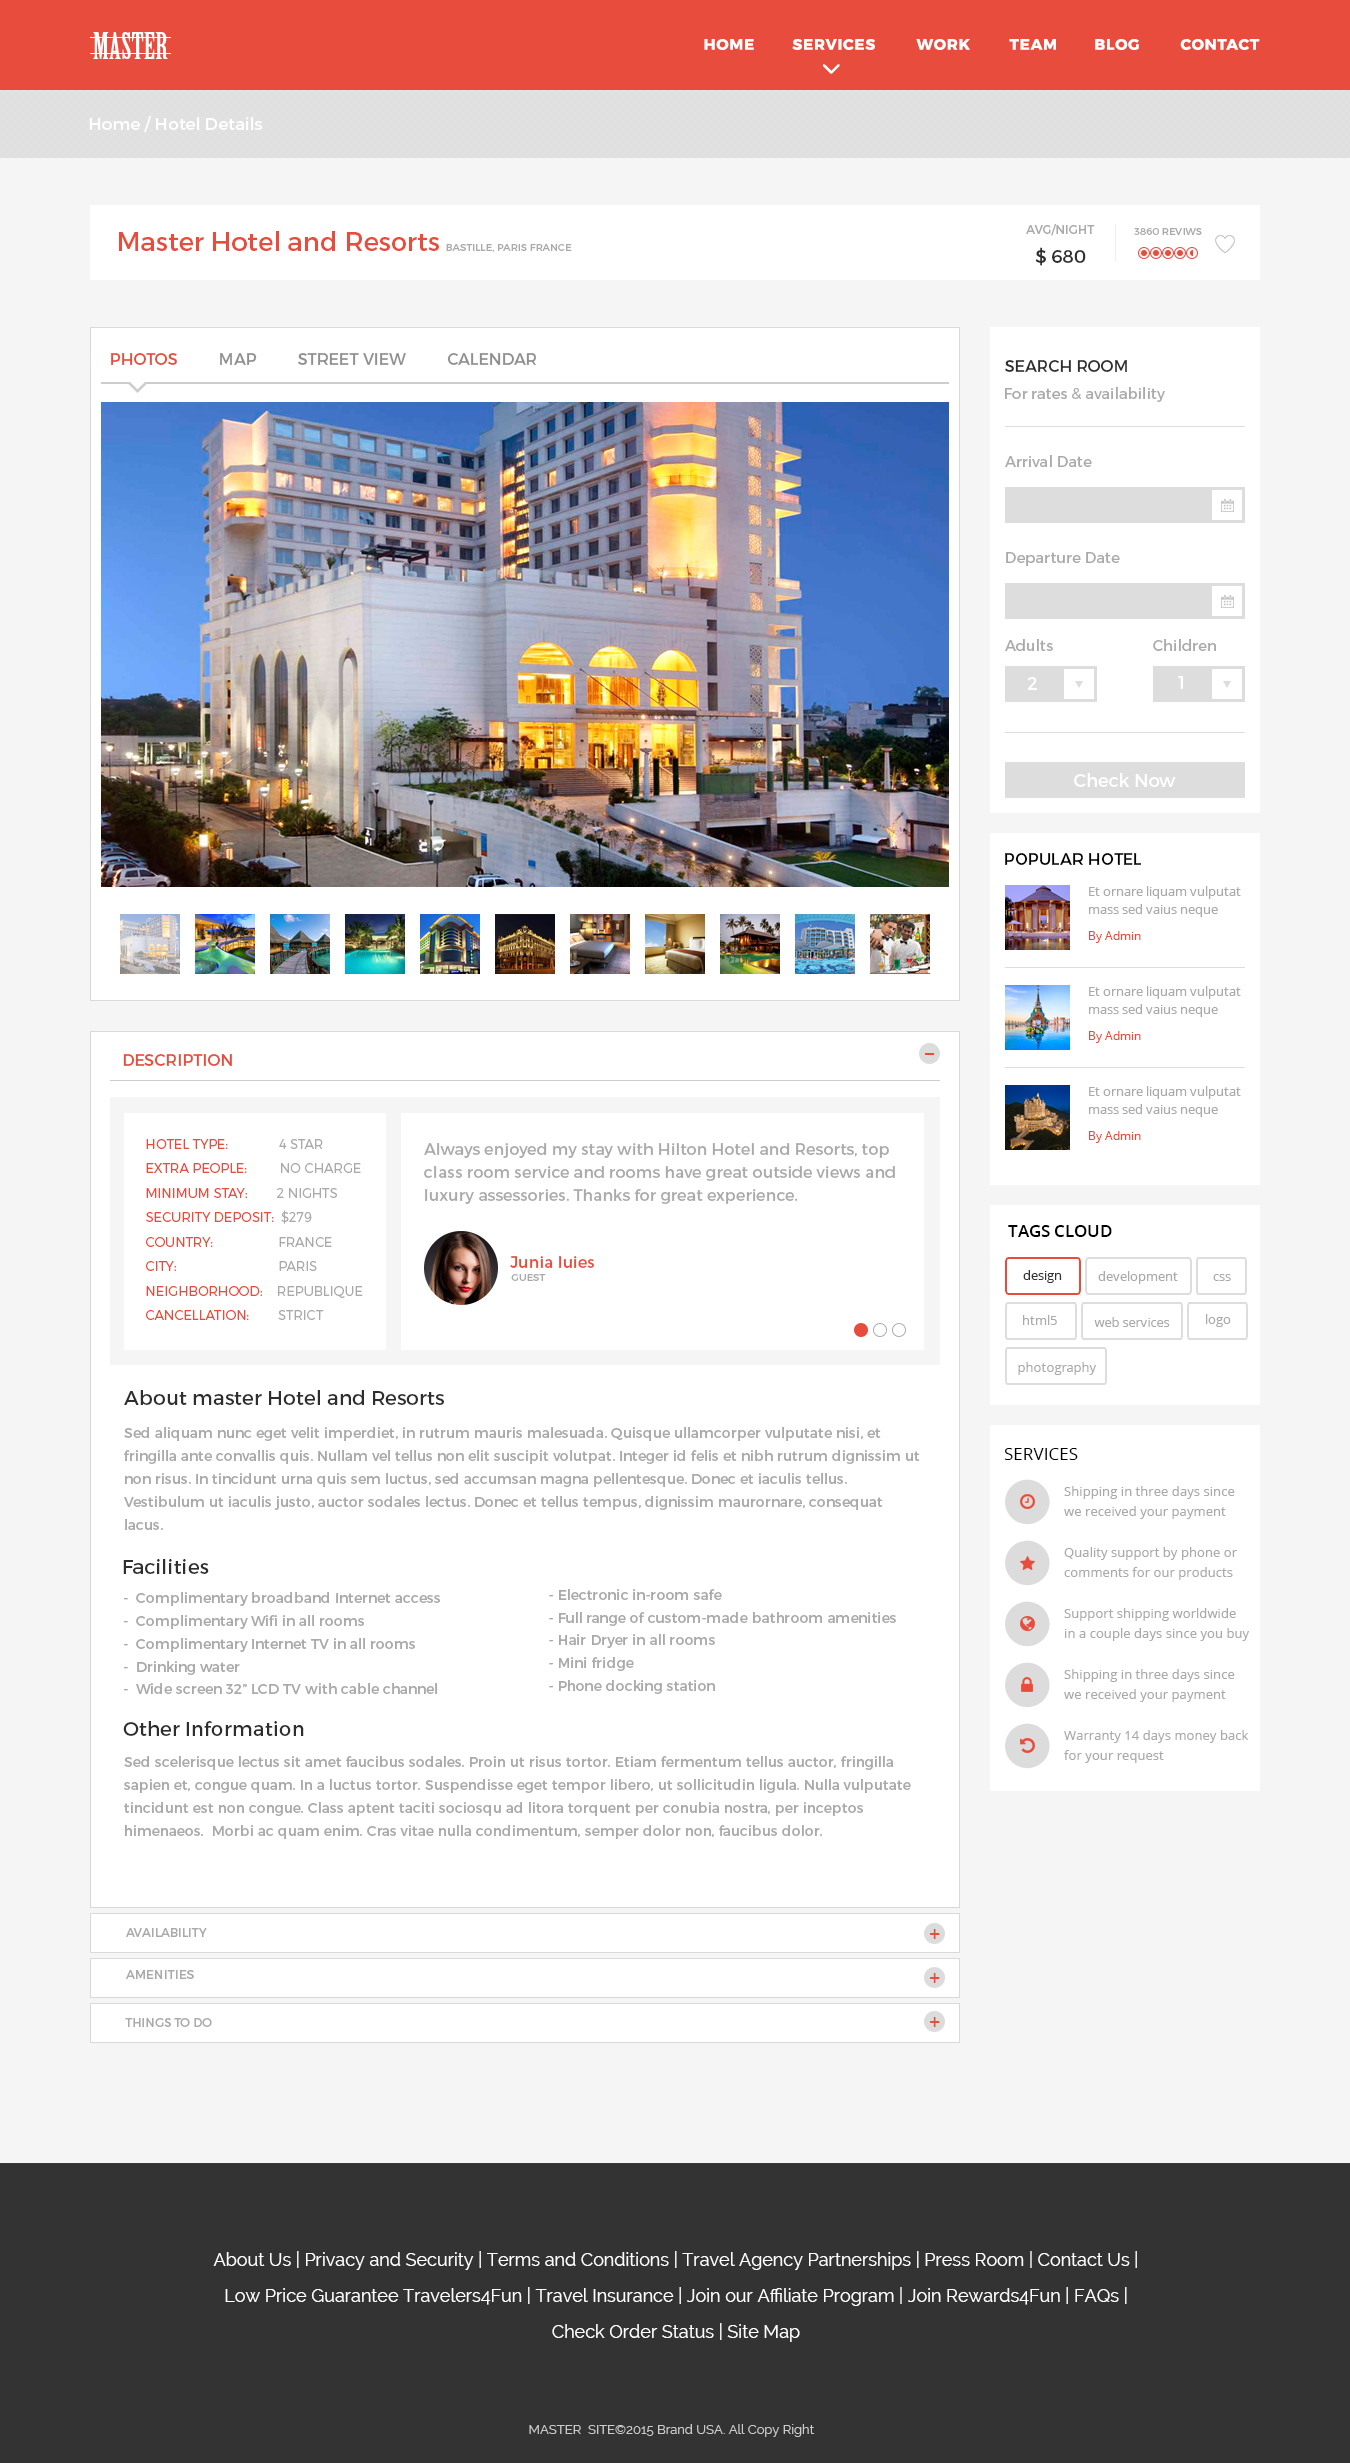 MASTER
HOME SERVICES WORK TEAM BLOG CONTACT
Home / Hotel Details
Master Hotel and Resorts BASTILLE, PARIS FRANCE
AVG/NIGHT
$ 680
3860 REVIWS
PHOTOS MAP STREET VIEW CALENDAR
DESCRIPTION
HOTEL TYPE: 4 STAR
EXTRA PEOPLE: NO CHARGE
MINIMUM STAY: 2 NIGHTS
SECURITY DEPOSIT: $279
COUNTRY: FRANCE
CITY: PARIS
NEIGHBORHOOD: REPUBLIQUE
CANCELLATION: STRICT
Always enjoyed my stay with Hilton Hotel and Resorts, top
class room service and rooms have great outside views and
luxury assessories. Thanks for great experience.
Junia luies
GUEST
About master Hotel and Resorts
Sed aliquam nunc eget velit imperdiet, in rutrum mauris malesuada. Quisque ullamcorper vulputate nisi, et
fringilla ante convallis quis. Nullam vel tellus non elit suscipit volutpat. Integer id felis et nibh rutrum dignissim ut
non risus. In tincidunt urna quis sem luctus, sed accumsan magna pellentesque. Donec et iaculis tellus.
Vestibulum ut iaculis justo, auctor sodales lectus. Donec et tellus tempus, dignissim maurornare, consequat
lacus.
Facilities
- Complimentary broadband Internet access
- Complimentary Wifi in all rooms
- Complimentary Internet TV in all rooms
- Drinking water
- Wide screen 32" LCD TV with cable channel
- Electronic in-room safe
- Full range of custom-made bathroom amenities
- Hair Dryer in all rooms
- Mini fridge
- Phone docking station
Other Information
Sed scelerisque lectus sit amet faucibus sodales. Proin ut risus tortor. Etiam fermentum tellus auctor, fringilla
sapien et, congue quam. In a luctus tortor. Suspendisse eget tempor libero, ut sollicitudin ligula. Nulla vulputate
tincidunt est non congue. Class aptent taciti sociosqu ad litora torquent per conubia nostra, per inceptos
himenaeos. Morbi ac quam enim. Cras vitae nulla condimentum, semper dolor non, faucibus dolor.
AVAILABILITY
AMENITIES
THINGS TO DO
SEARCH ROOM
For rates & availability
Arrival Date
Departure Date
Adults Children
2 1
Check Now
POPULAR HOTEL
Et ornare liquam vulputat
mass sed vaius neque
By Admin
Et ornare liquam vulputat
mass sed vaius neque
By Admin
Et ornare liquam vulputat
mass sed vaius neque
By Admin
TAGS CLOUD
design development css
html5 web services logo
photography
SERVICES
Shipping in three days since
we received your payment
Quality support by phone or
comments for our products
Support shipping worldwide
in a couple days since you buy
Shipping in three days since
we received your payment
Warranty 14 days money back
for your request
About Us | Privacy and Security | Terms and Conditions | Travel Agency Partnerships | Press Room | Contact Us |
Low Price Guarantee Travelers4Fun | Travel Insurance | Join our Affiliate Program | Join Rewards4Fun | FAQs |
Check Order Status | Site Map
MASTER SITE©2015 Brand USA. All Copy Right